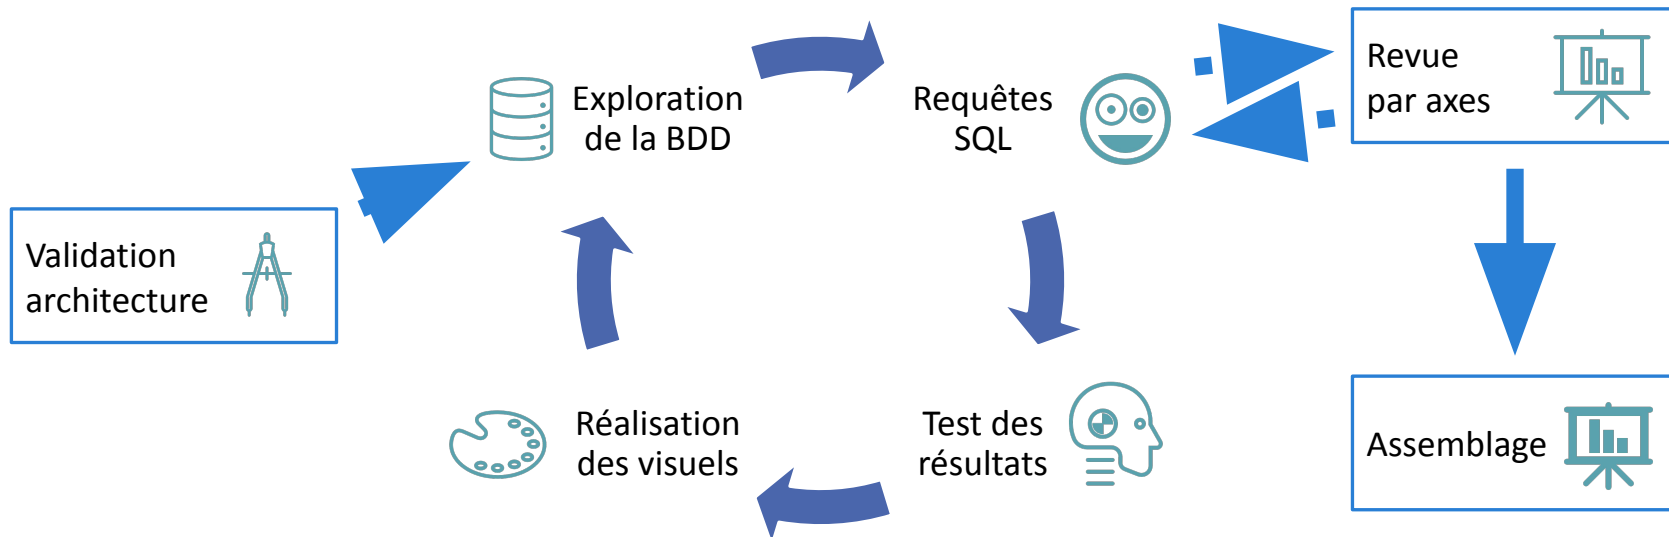 Validation
architecture
Exploration
de la BDD
Requêtes
SQL
Test des
résultats
Réalisation
des visuels
Revue
par axes
Assemblage